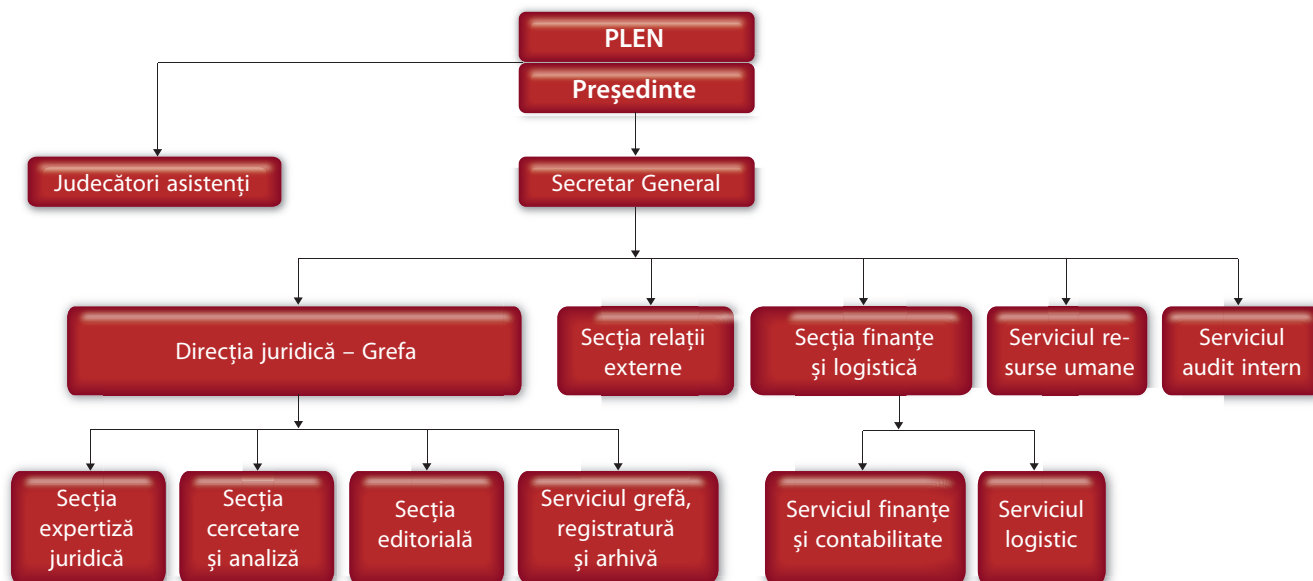 PLEN
Președinte
Judecători asistenți
Secretar General
Direcția juridică – Grefa
Secția relații
externe
Secția finanțe
și logistică
Serviciul re-
surse umane
Serviciul
audit intern
Secția
expertiză
juridică
Secția
cercetare
și analiză
Secția
editorială
Serviciul grefă,
registratură
și arhivă
Serviciul finanțe
și contabilitate
Serviciul
logistic